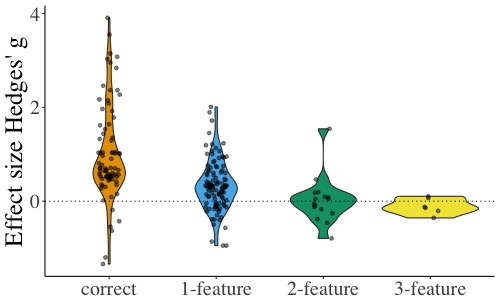 Effect size Hedges' g
4
2
0
correct
1-feature
2-feature
3-feature